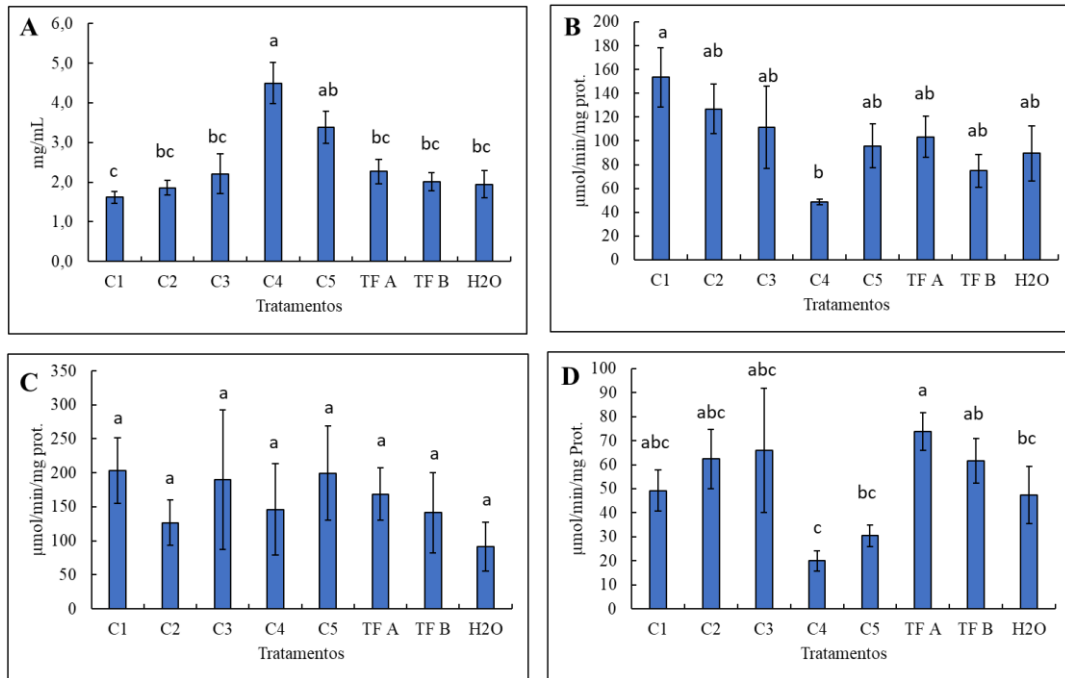 A
mg/mL
6,0
5,0
4,0
3,0
2,0
1,0
0,0
c bc bc a ab bc bc bc
C1 C2 C3 C4 C5 TF A TF B H2O
Tratamentos
B
µmol/min/mg prot.
200
180
160
140
120
100
80
60
40
20
0
a ab ab b ab ab ab ab
C1 C2 C3 C4 C5 TF A TF B H2O
Tratamentos
C
µmol/min/mg prot.
350
300
250
200
150
100
50
0
a a a a a a a a
C1 C2 C3 C4 C5 TF A TF B H2O
Tratamentos
D
µmol/min/mg Prot.
100
90
80
70
60
50
40
30
20
10
0
abc abc abc c bc a ab bc
C1 C2 C3 C4 C5 TF A TF B H2O
Tratamentos